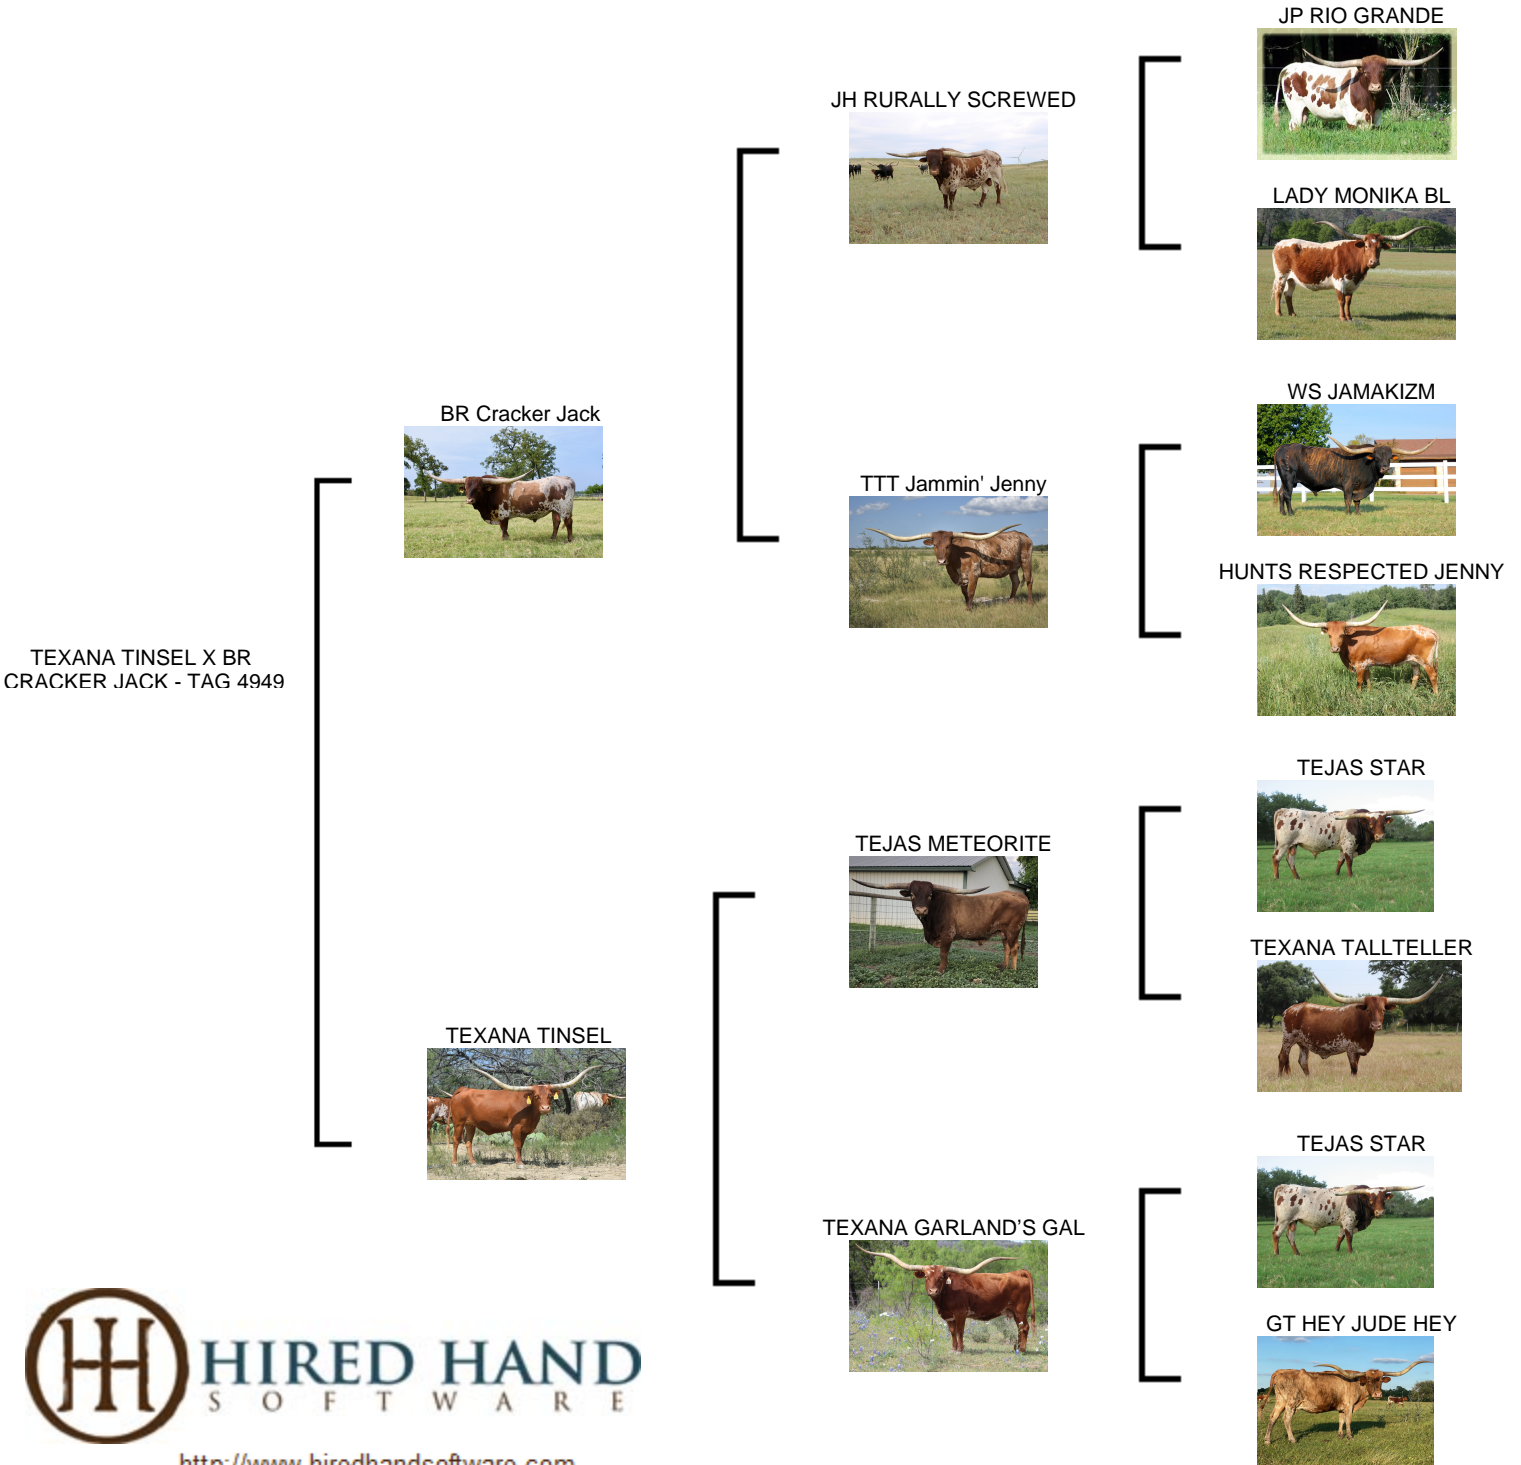 JP RIO GRANDE
JH RURALLY SCREWED
LADY MONIKA BL
WS JAMAKIZM
BR Cracker Jack
TTT Jammin' Jenny
HUNTS RESPECTED JENNY
TEXANA TINSEL X BR
CRACKER JACK - TAG 4949
TEJAS STAR
TEJAS METEORITE
TEXANA TALLTELLER
TEXANA TINSEL
TEJAS STAR
TEXANA GARLAND'S GAL
GT HEY JUDE HEY
HH
HIRED HAND
SOFTWARE
http://www.hiredhandsoftware.com